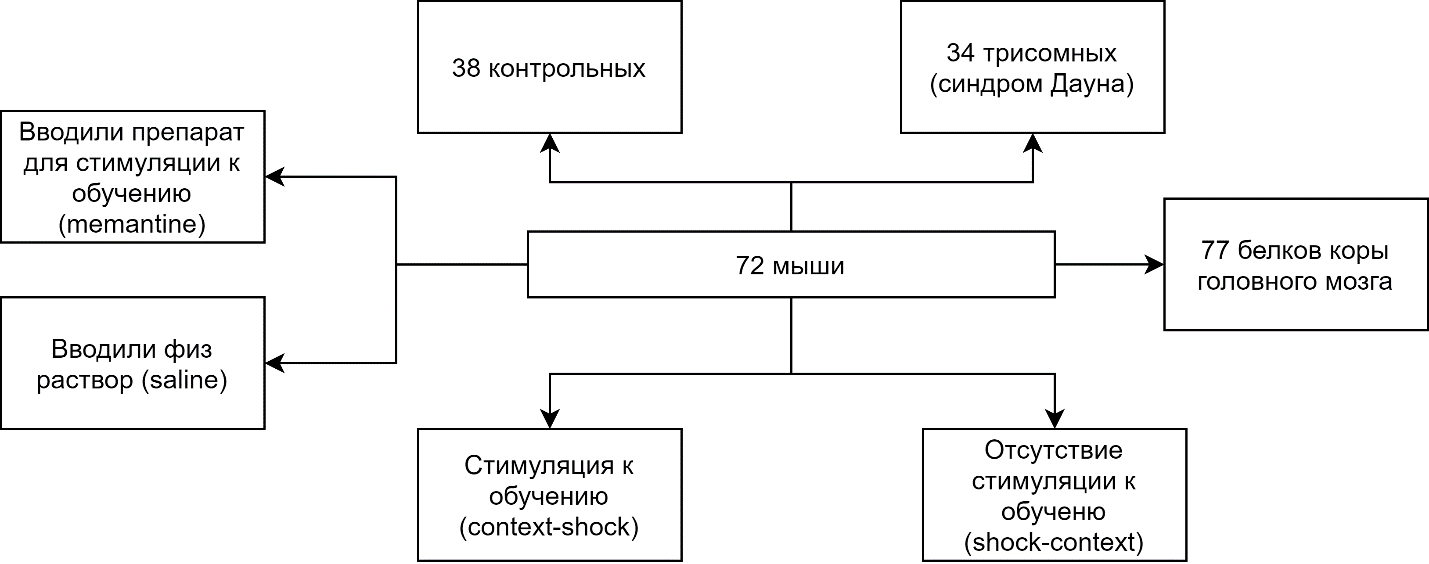 38 контрольных
34 трисомных
(синдром Дауна)
Вводили препарат
для стимуляции к
обучению
(memantine)
72 мыши
77 белков коры
головного мозга
Вводили физ
раствор (saline)
Стимуляция к
обучению
(context-shock)
Отсутствие
стимуляции к
обученю
(shock-context)